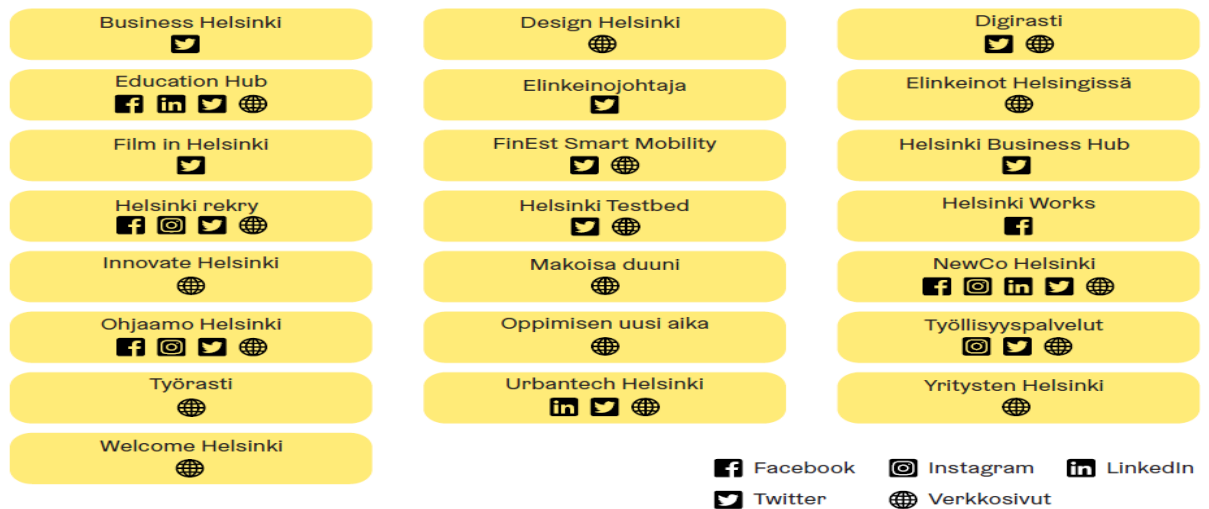 Business Helsinki
Design Helsinki
Digirasti
Education Hub
Elinkeinojohtaja
Elinkeinot Helsingissä
Film in Helsinki
FinEst Smart Mobility
Helsinki Business Hub
Helsinki rekry
Helsinki Testbed
Helsinki Works
Innovate Helsinki
Makoisa duuni
NewCo Helsinki
Ohjaamo Helsinki
Oppimisen uusi aika
Työllisyyspalvelut
Työrasti
Urbantech Helsinki
Yritysten Helsinki
Welcome Helsinki
Facebook Instagram LinkedIn
Twitter Verkkosivut